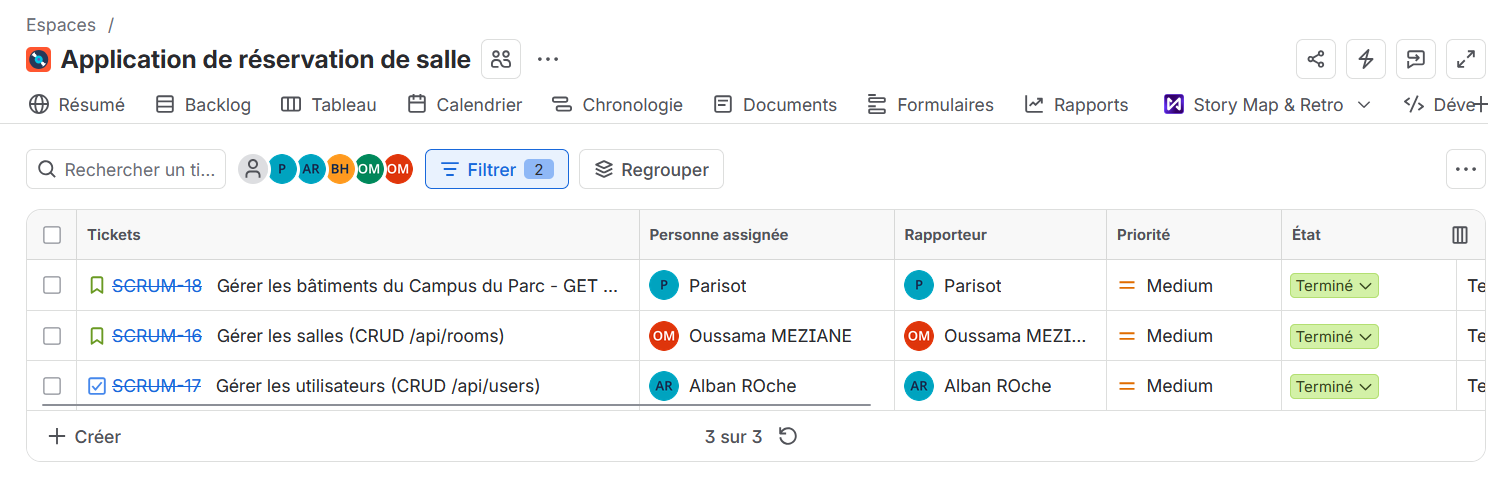 Espaces /
Application de réservation de salle
Résumé Backlog Tableau Calendrier Chronologie Documents Formulaires Rapports Story Map & Retro Déve
Rechercher un ti... P AR BH OM OM Filtrer 2 Regrouper
Tickets Personne assignée Rapporteur Priorité État
SCRUM-18 Gérer les bâtiments du Campus du Parc - GET ... P Parisot P Parisot Medium Terminé Te
SCRUM-16 Gérer les salles (CRUD /api/rooms) OM Oussama MEZIANE OM Oussama MEZI... Medium Terminé Te
SCRUM-17 Gérer les utilisateurs (CRUD /api/users) AR Alban ROche AR Alban ROche Medium Terminé Te
Créer 3 sur 3